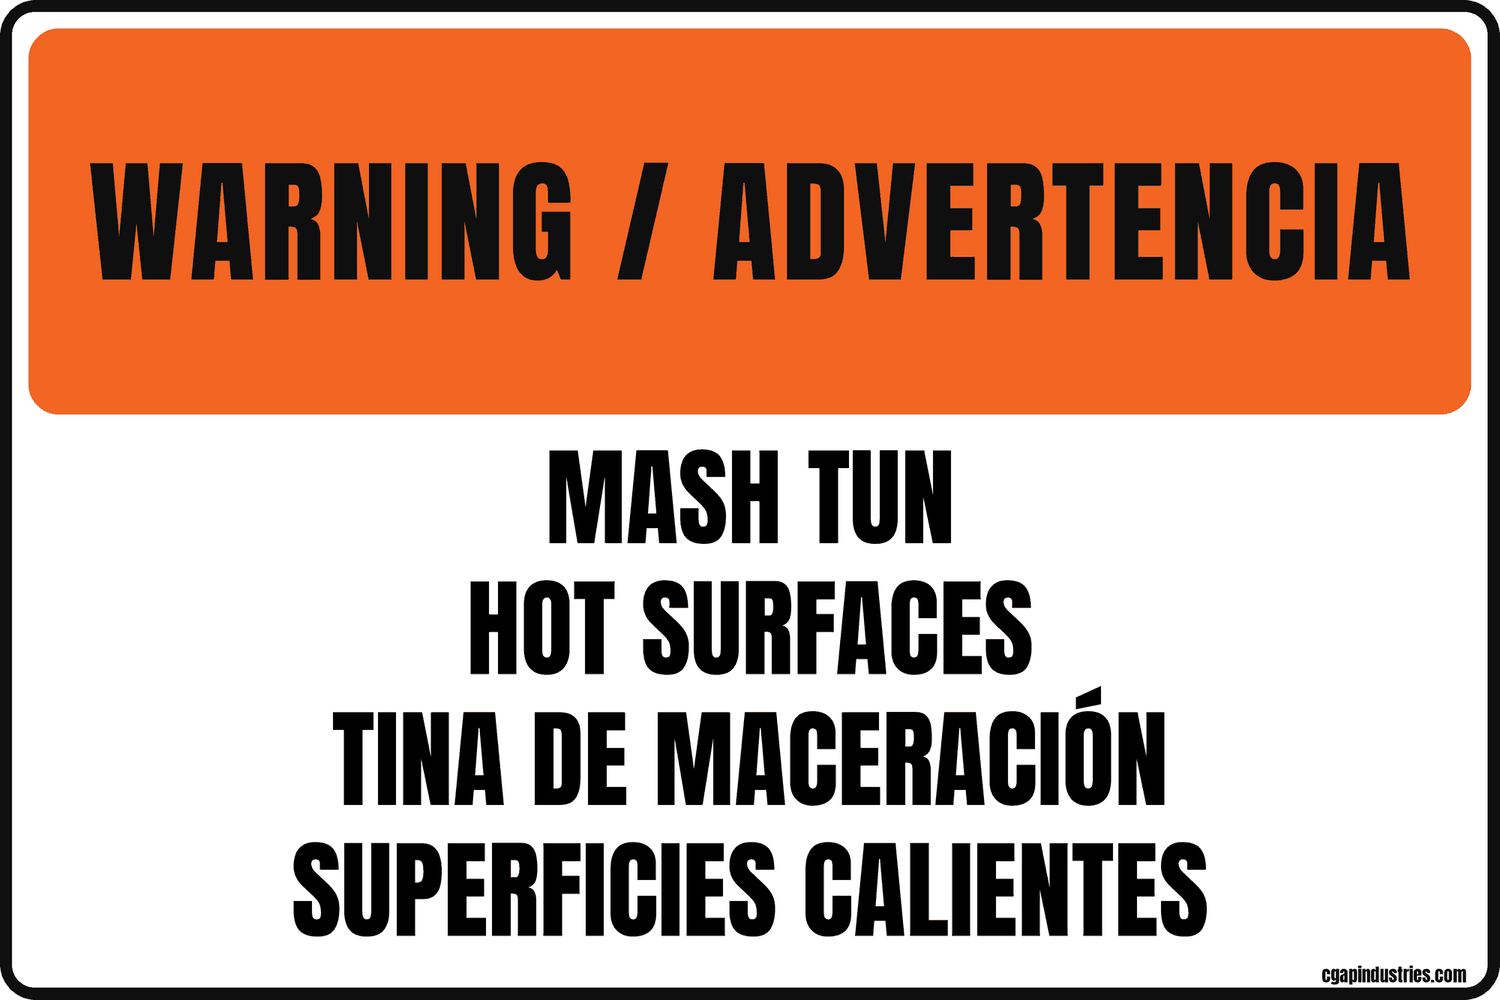 WARNING / ADVERTENCIA
MASH TUN
HOT SURFACES
TINA DE MACERACIÓN
SUPERFICIES CALIENTES
cgapindustries.com